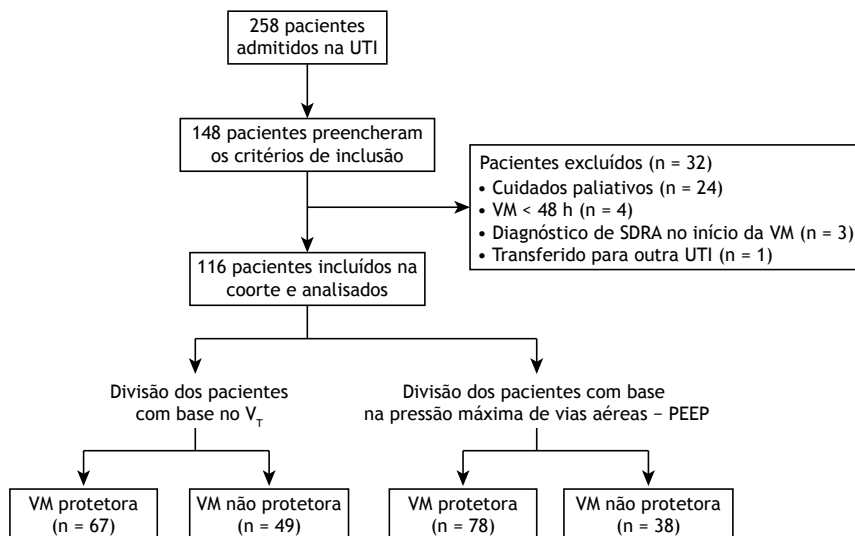 258 pacientes
admitidos na UTI
148 pacientes preencheram
os critérios de inclusão
Pacientes excluídos (n = 32)
• Cuidados paliativos (n = 24)
• VM < 48 h (n = 4)
• Diagnóstico de SDRA no início da VM (n = 3)
• Transferido para outra UTI (n = 1)
116 pacientes incluídos na
coorte e analisados
Divisão dos pacientes
com base no VT
Divisão dos pacientes com base
na pressão máxima de vias aéreas – PEEP
VM protetora
(n = 67)
VM não protetora
(n = 49)
VM protetora
(n = 78)
VM não protetora
(n = 38)